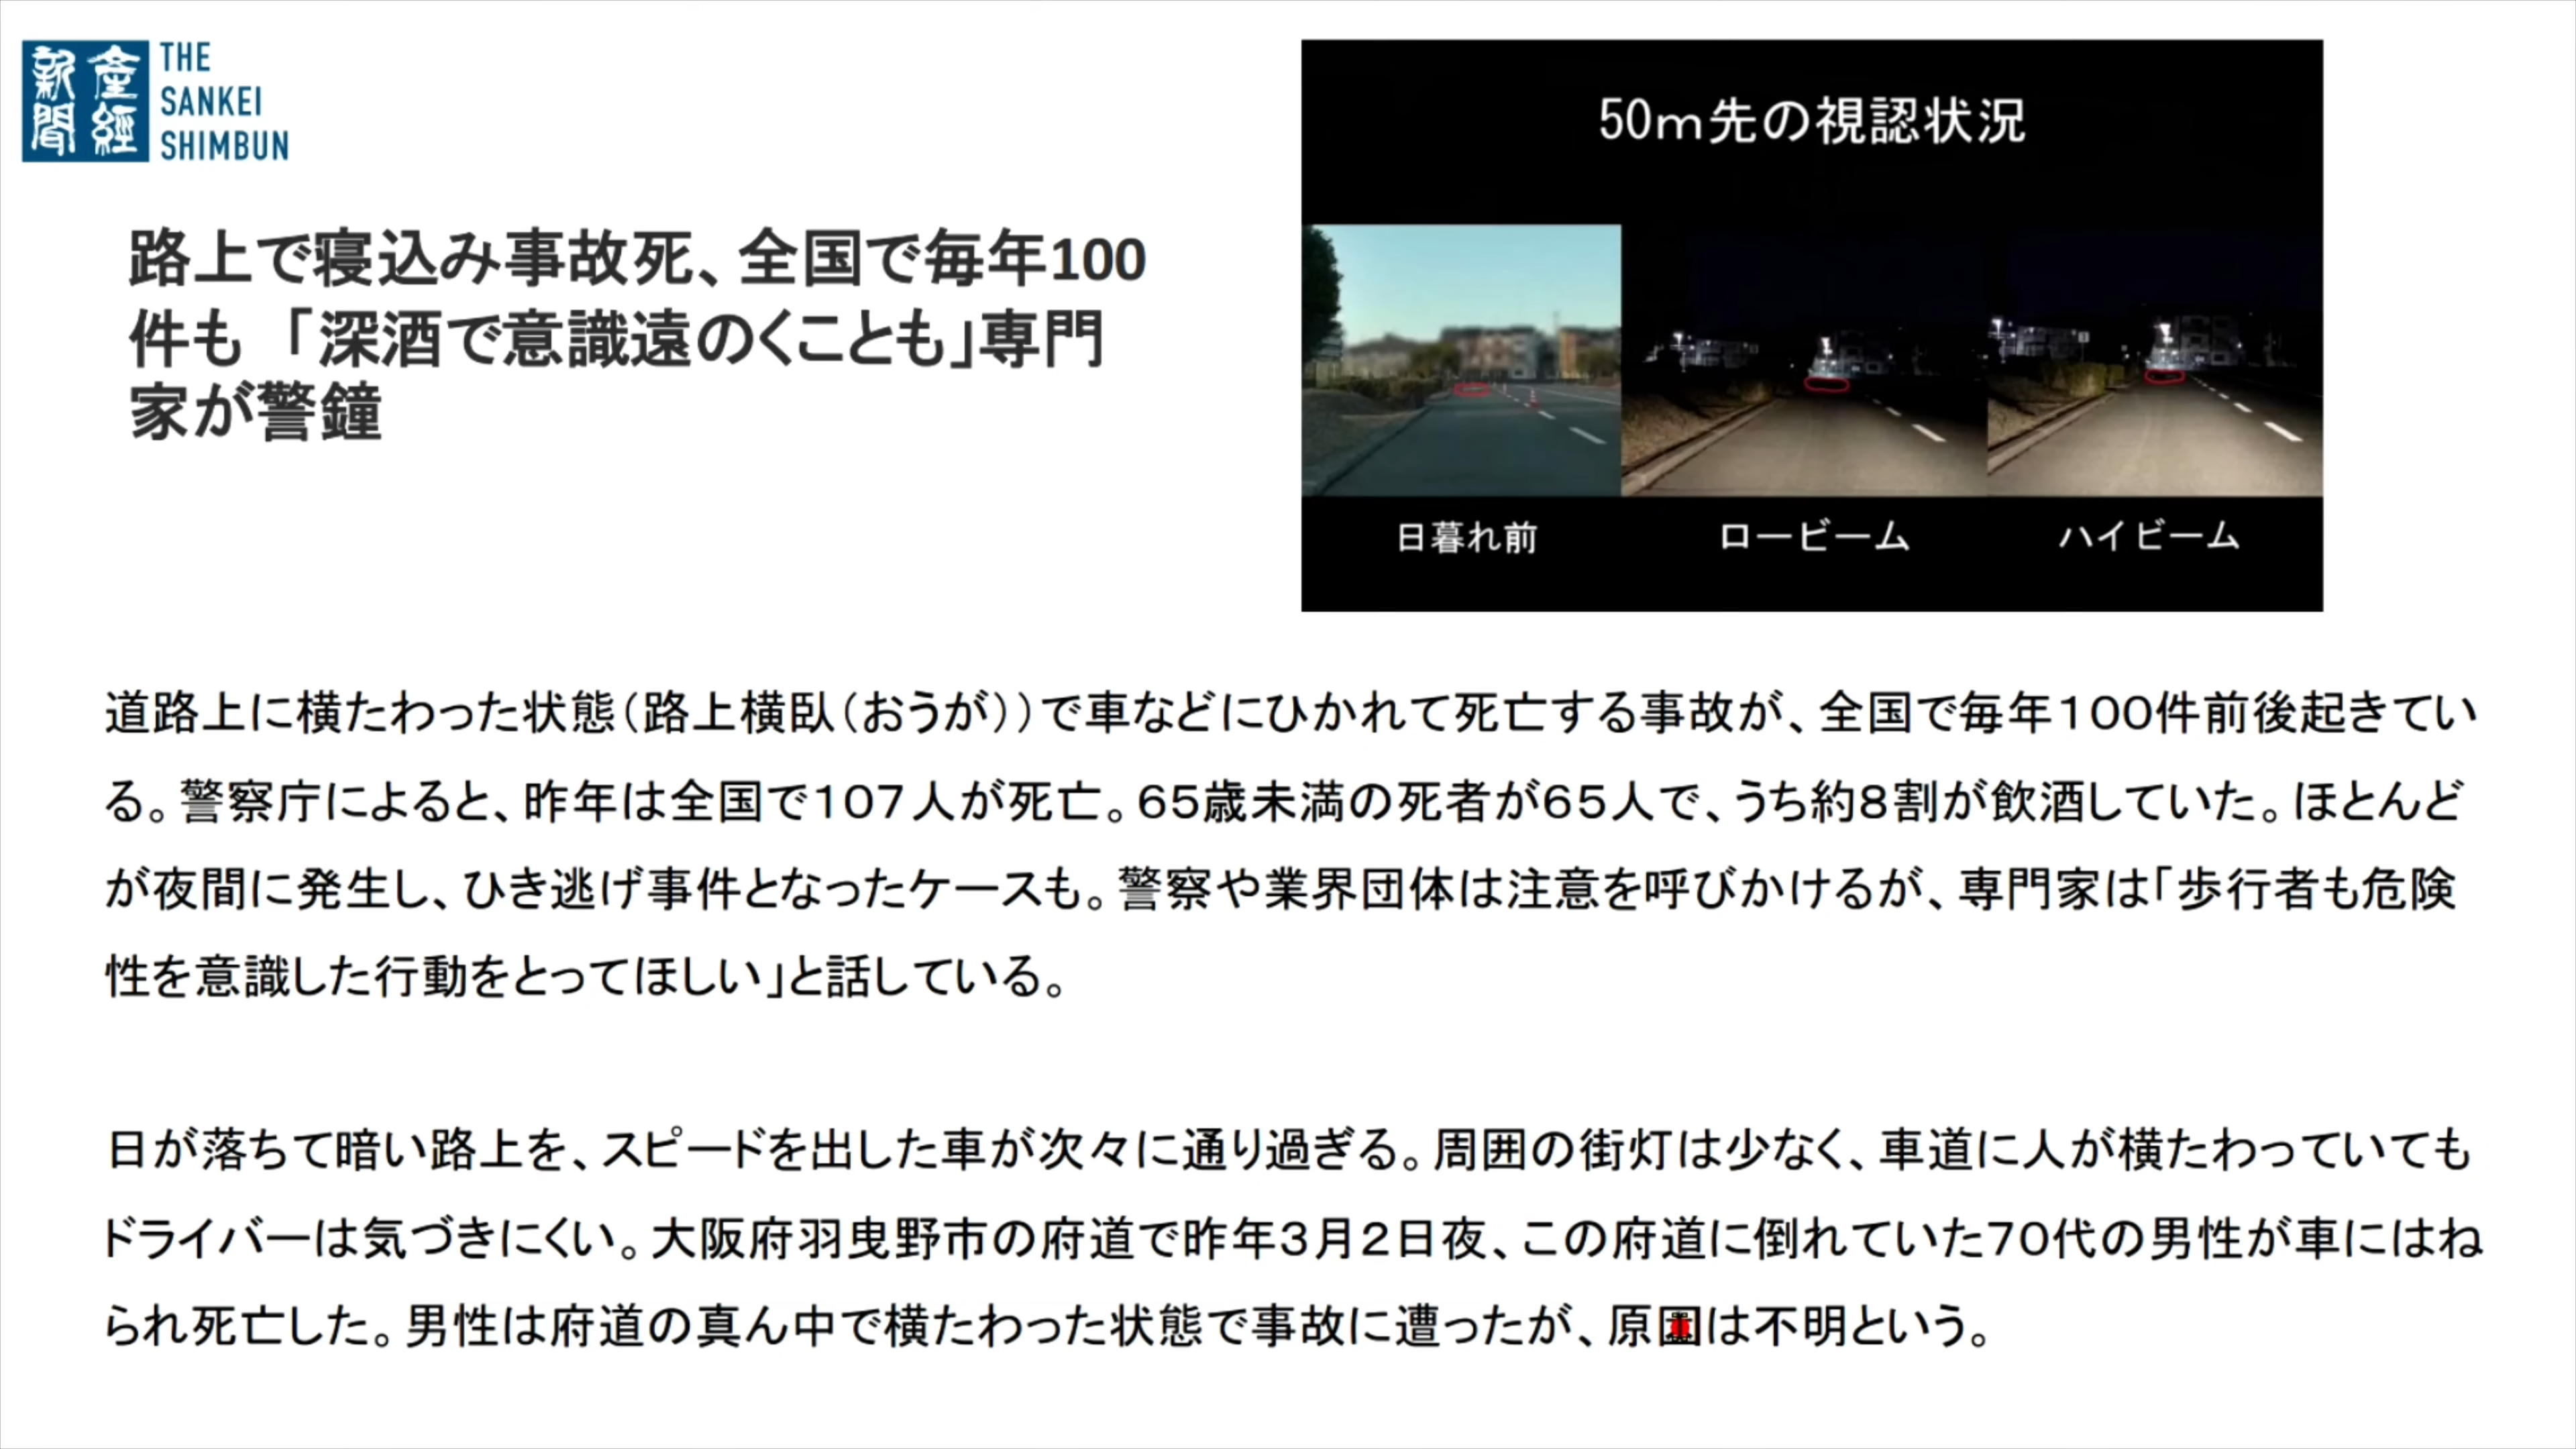 産経新聞
THE
SANKEI
SHIMBUN
路上で寝込み事故死、全国で毎年100
件も 「深酒で意識遠のくことも」専門
家が警鐘
50m先の視認状況
日暮れ前
ロービーム
ハイビーム
道路上に横たわった状態(路上横臥(おうが))で車などにひかれて死亡する事故が、全国で毎年100件前後起きてい
る。警察庁によると、昨年は全国で107人が死亡。65歳未満の死者が65人で、うち約8割が飲酒していた。ほとんど
が夜間に発生し、ひき逃げ事件となったケースも。警察や業界団体は注意を呼びかけるが、専門家は「歩行者も危険
性を意識した行動をとってほしい」と話している。
日が落ちて暗い路上を、スピードを出した車が次々に通り過ぎる。周囲の街灯は少なく、車道に人が横たわっていても
ドライバーは気づきにくい。大阪府羽曳野市の府道で昨年3月2日夜、この府道に倒れていた70代の男性が車にはね
られ死亡した。男性は府道の真ん中で横たわった状態で事故に遭ったが、原因は不明という。